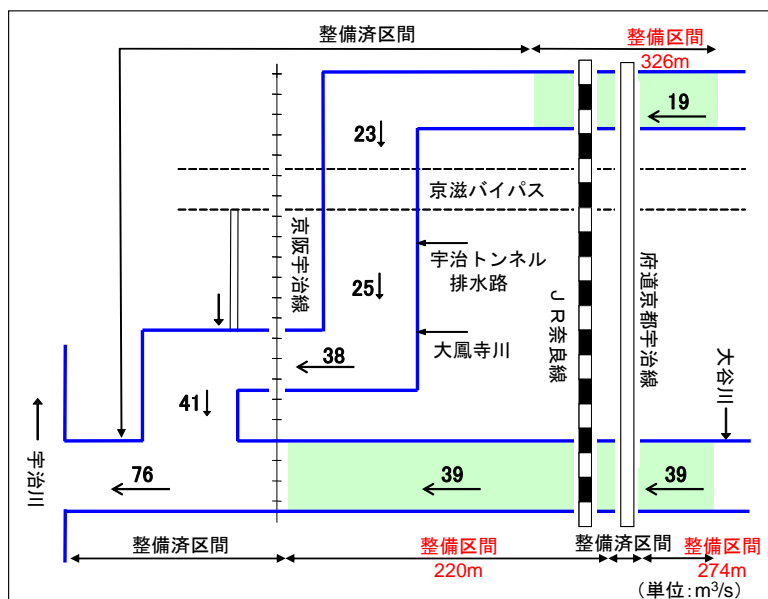 整備済区間
整備区間
326m
19
23
京滋バイパス
京阪宇治線
宇治トンネル
排水路
25
JR奈良線
府道京都宇治線
大鳳寺川
38
大谷川
41
宇治川
76
39
39
整備済区間
整備区間
220m
整備済区間
整備区間
274m
(単位:m³/s)